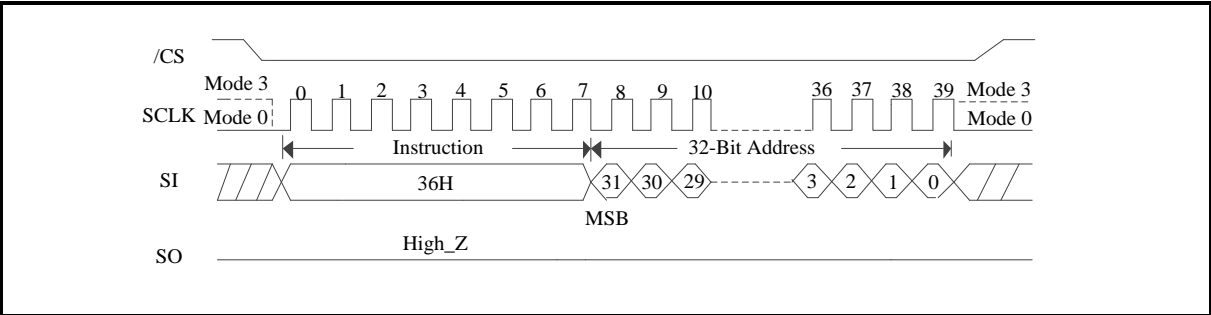 /CS
Mode 3
0 1 2 3 4 5 6 7 8 9 10 36 37 38 39 Mode 3
SCLK Mode 0 Mode 0
Instruction 32-Bit Address
SI 36H 31 30 29 3 2 1 0
MSB
High_Z
SO